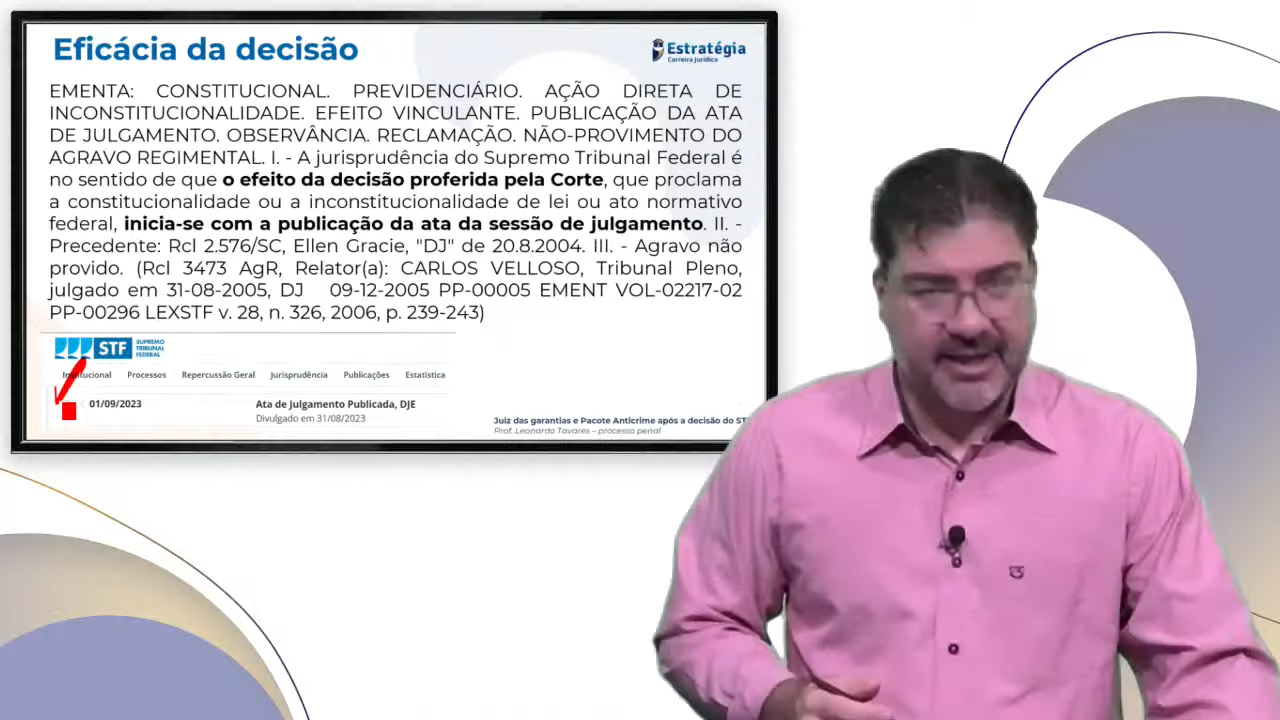 Eficácia da decisão
Estratégia
Carreira Jurídica
EMENTA: CONSTITUCIONAL. PREVIDENCIÁRIO. AÇÃO DIRETA DE
INCONSTITUCIONALIDADE. EFEITO VINCULANTE. PUBLICAÇÃO DA ATA
DE JULGAMENTO. OBSERVÂNCIA. RECLAMAÇÃO. NÃO-PROVIMENTO DO
AGRAVO REGIMENTAL. I. - A jurisprudência do Supremo Tribunal Federal é
no sentido de que o efeito da decisão proferida pela Corte, que proclama
a constitucionalidade ou a inconstitucionalidade de lei ou ato normativo
federal, inicia-se com a publicação da ata da sessão de julgamento. II. -
Precedente: Rcl 2.576/SC, Ellen Gracie, "DJ" de 20.8.2004. III. - Agravo não
provido. (Rcl 3473 AgR, Relator(a): CARLOS VELLOSO, Tribunal Pleno,
julgado em 31-08-2005, DJ 09-12-2005 PP-00005 EMENT VOL-02217-02
PP-00296 LEXSTF v. 28, n. 326, 2006, p. 239-243)
STF SUPREMO
TRIBUNAL
FEDERAL
Institucional Processos Repercussão Geral Jurisprudência Publicações Estatística
01/09/2023 Ata de Julgamento Publicada, DJE
Divulgado em 31/08/2023
Juiz das garantias e Pacote Anticrime após a decisão do ST
Prof. Leonardo Tavares – processo penal